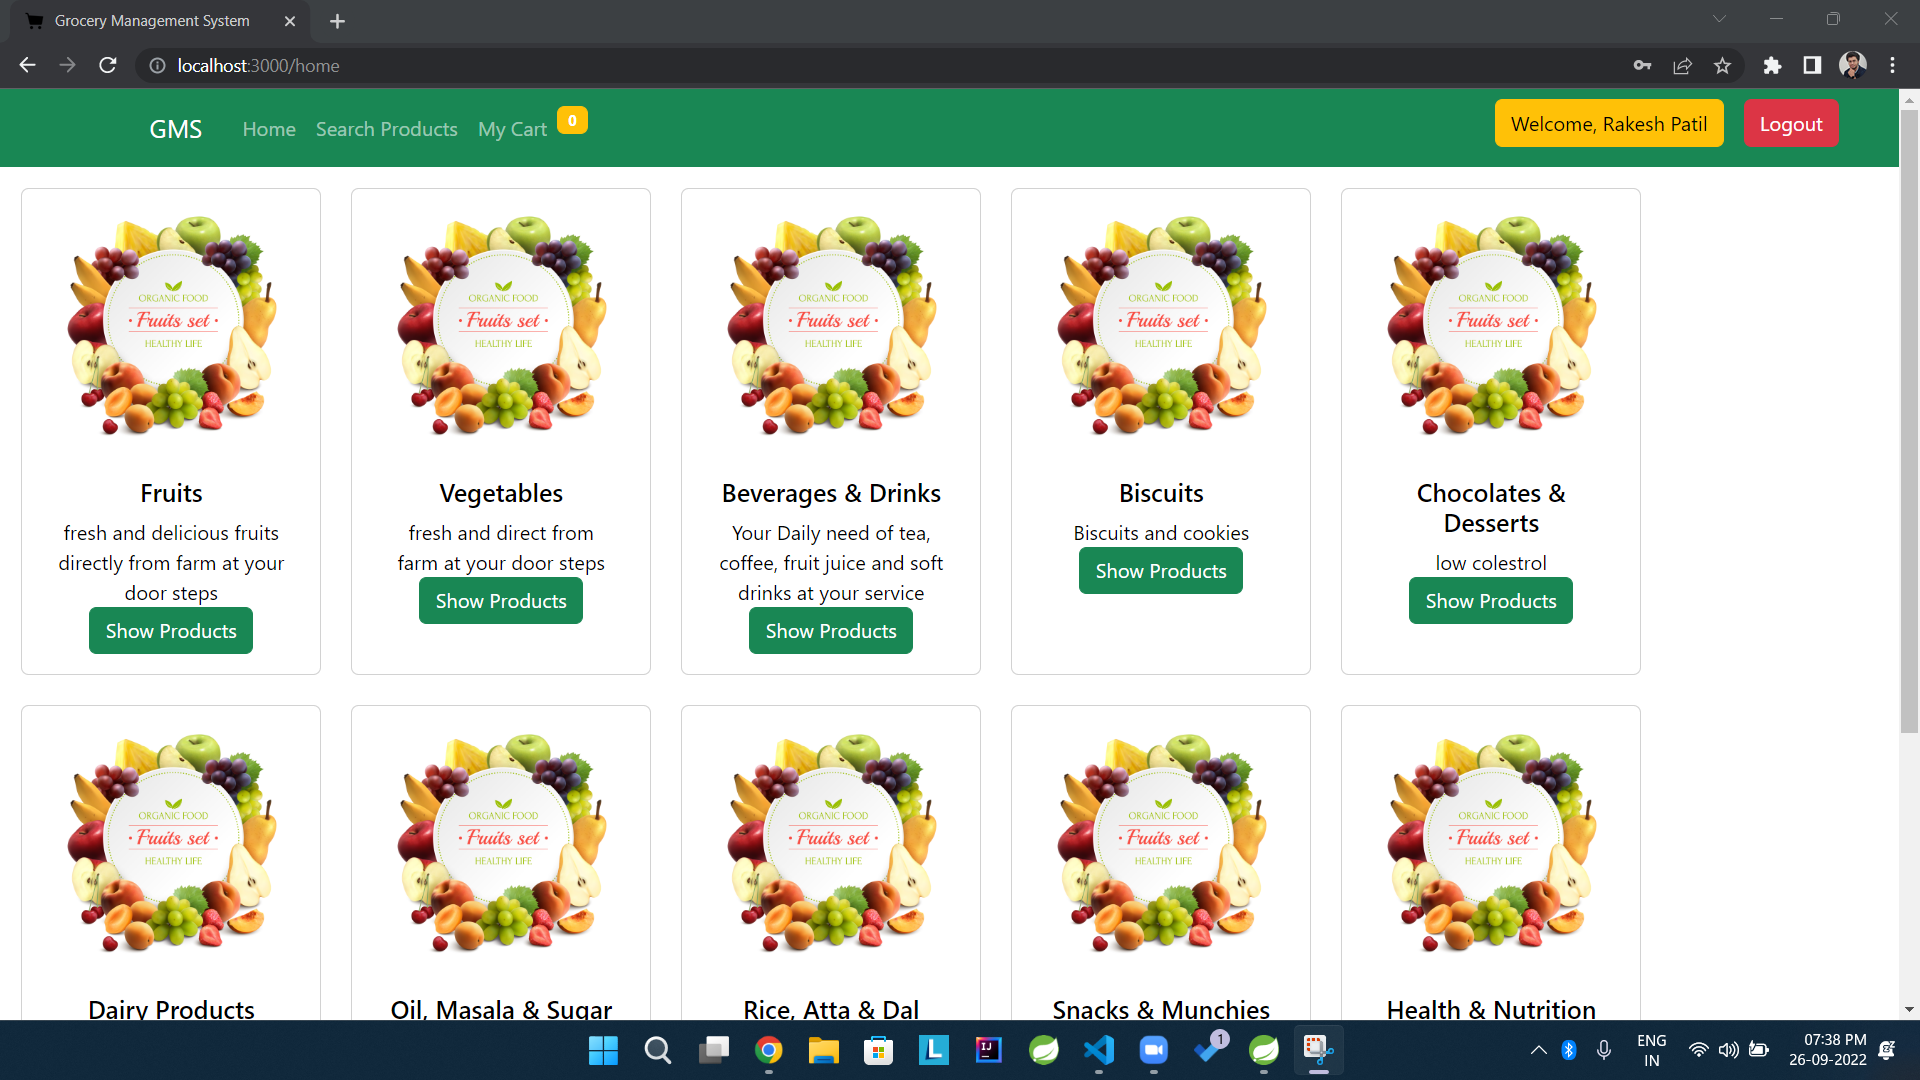 Grocery Management System
localhost:3000/home
GMS
Home
Search Products
My Cart
0
Welcome, Rakesh Patil
Logout
ORGANIC FOOD
Fruits set
HEALTHY LIFE
ORGANIC FOOD
Fruits set
HEALTHY LIFE
ORGANIC FOOD
Fruits set
HEALTHY LIFE
ORGANIC FOOD
Fruits set
HEALTHY LIFE
ORGANIC FOOD
Fruits set
HEALTHY LIFE
Fruits
fresh and delicious fruits
directly from farm at your
door steps
Show Products
Vegetables
fresh and direct from
farm at your door steps
Show Products
Beverages & Drinks
Your Daily need of tea,
coffee, fruit juice and soft
drinks at your service
Show Products
Biscuits
Biscuits and cookies
Show Products
Chocolates &
Desserts
low colestrol
Show Products
ORGANIC FOOD
Fruits set
HEALTHY LIFE
ORGANIC FOOD
Fruits set
HEALTHY LIFE
ORGANIC FOOD
Fruits set
HEALTHY LIFE
ORGANIC FOOD
Fruits set
HEALTHY LIFE
ORGANIC FOOD
Fruits set
HEALTHY LIFE
Dairy Products
Oil, Masala & Sugar
Rice, Atta & Dal
Snacks & Munchies
Health & Nutrition
L
IJ
1
ENG
IN
07:38 PM
26-09-2022